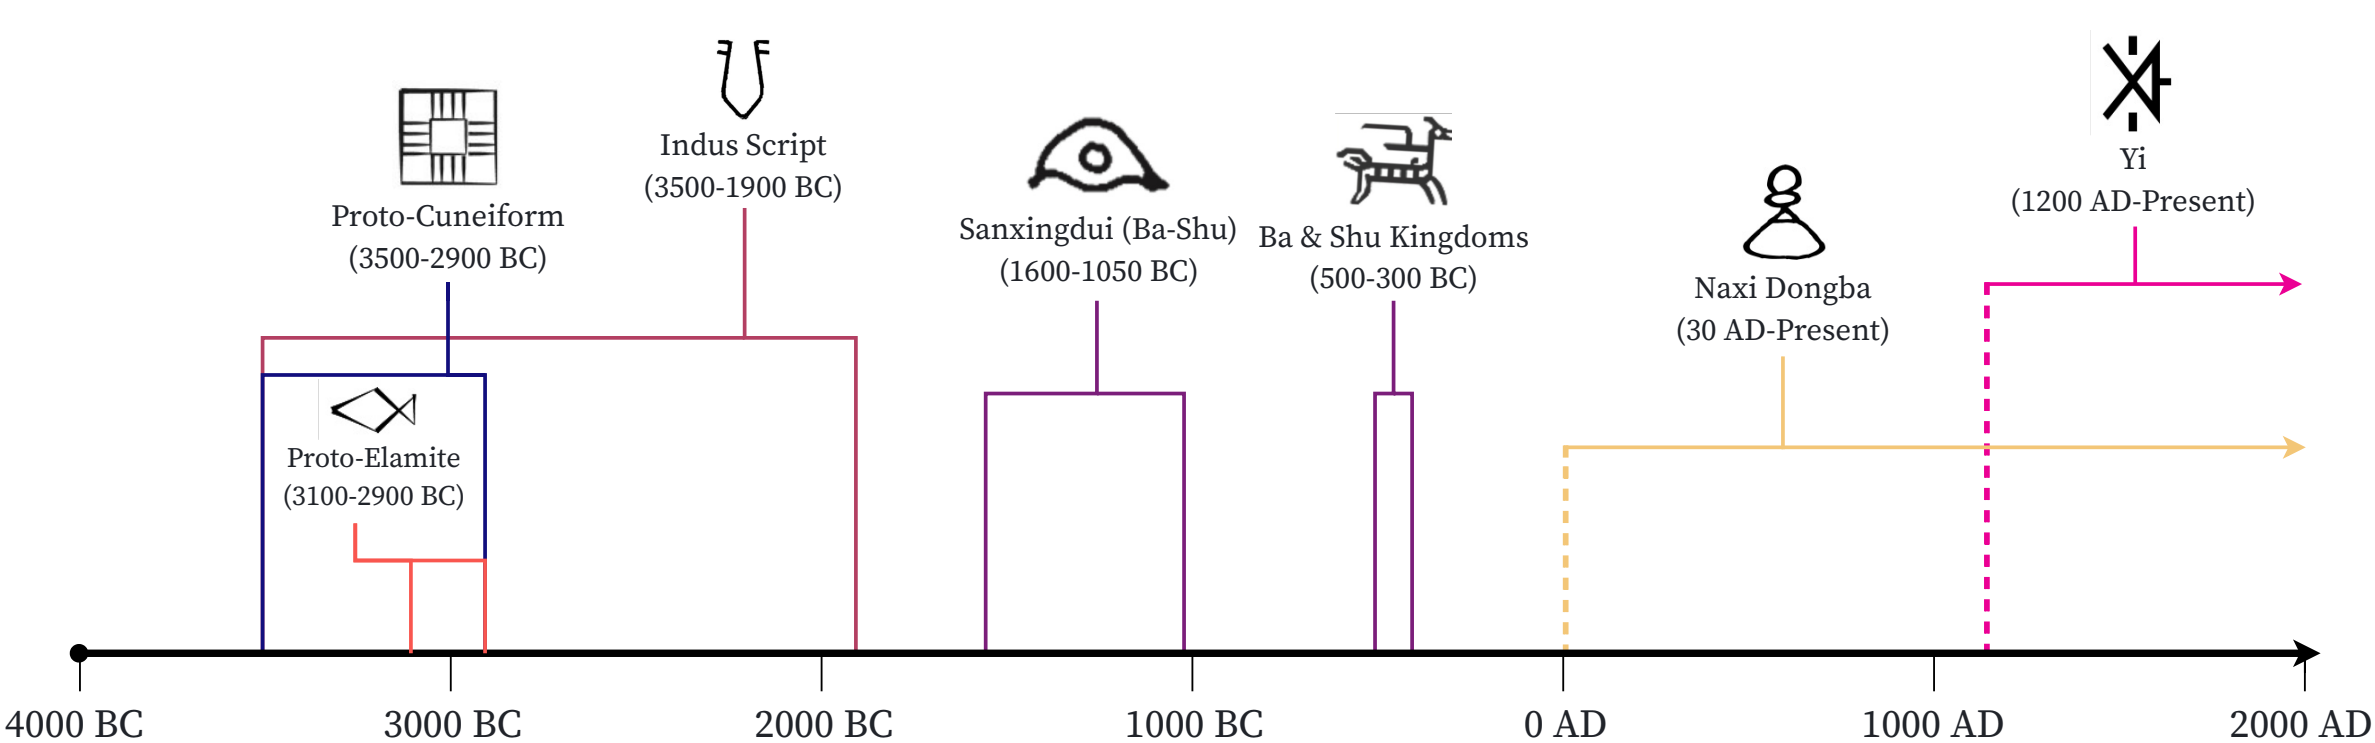 Proto-Cuneiform
(3500-2900 BC)
Indus Script
(3500-1900 BC)
Sanxingdui (Ba-Shu)
(1600-1050 BC)
Ba & Shu Kingdoms
(500-300 BC)
Naxi Dongba
(30 AD-Present)
Yi
(1200 AD-Present)
Proto-Elamite
(3100-2900 BC)
4000 BC
3000 BC
2000 BC
1000 BC
0 AD
1000 AD
2000 AD